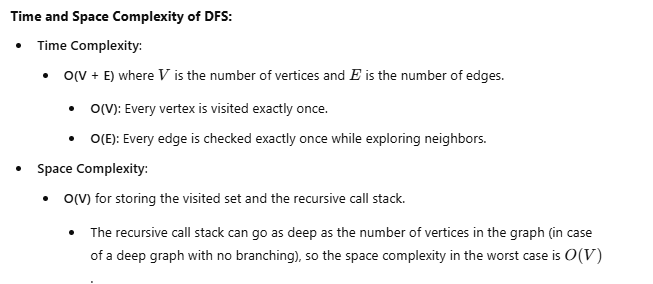 Time and Space Complexity of DFS:
• Time Complexity:
• O(V + E) where V is the number of vertices and E is the number of edges.
• O(V): Every vertex is visited exactly once.
• O(E): Every edge is checked exactly once while exploring neighbors.
• Space Complexity:
• O(V) for storing the visited set and the recursive call stack.
• The recursive call stack can go as deep as the number of vertices in the graph (in case
of a deep graph with no branching), so the space complexity in the worst case is O(V)
.